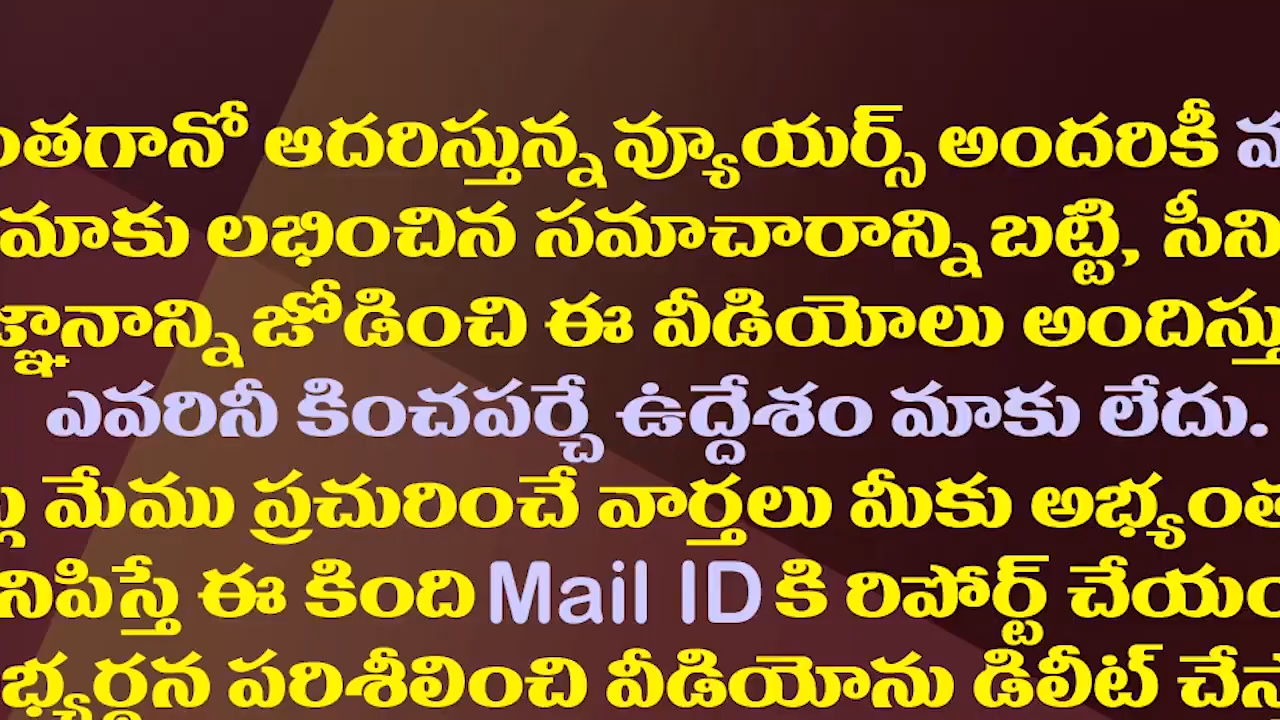 ఆదరిస్తున్న వ్యూయర్స్ అందరికీ
మాకు లభించిన సమాచారాన్ని బట్టి,
జోడించి ఈ వీడియోలు
ఎవరినీ కించపర్చే ఉద్దేశం మాకు లేదు.
మేము ప్రచురించే వార్తలు మీకు
ఈ కింది Mail ID కి రిపోర్ట్
పరిశీలించి వీడియోను డిలీట్